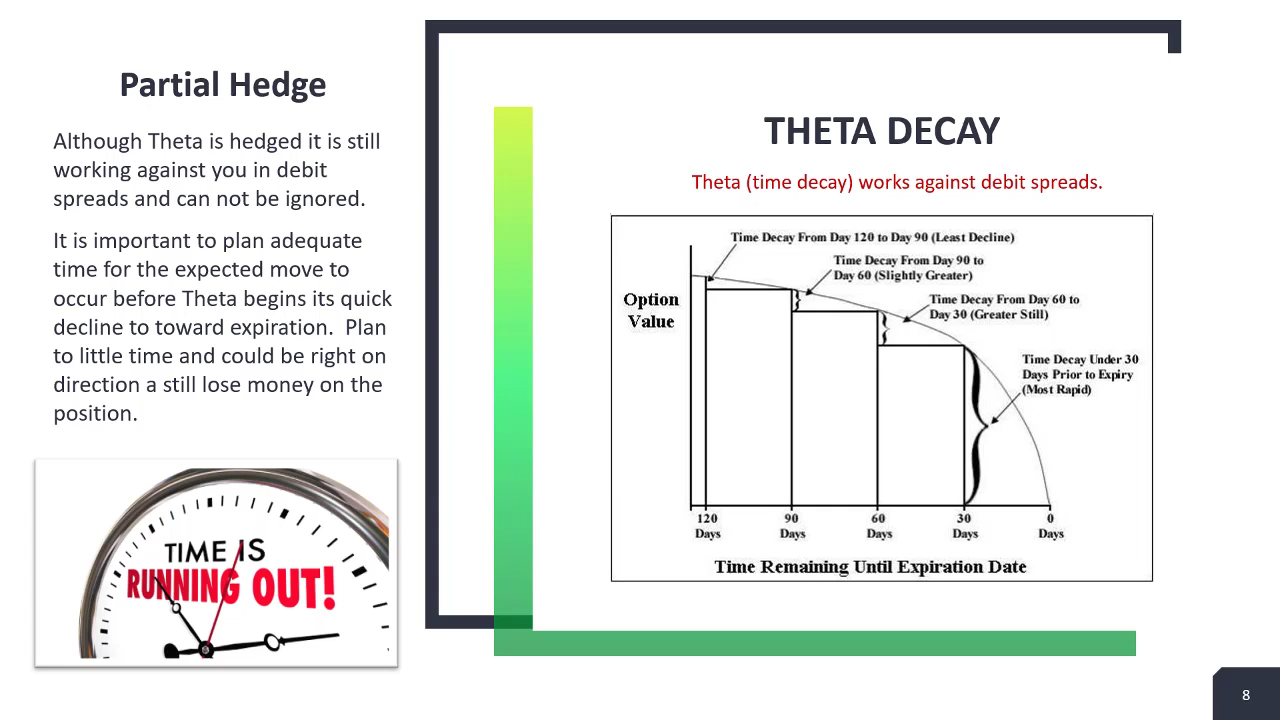 Partial Hedge
Although Theta is hedged it is still
working against you in debit
spreads and can not be ignored.
It is important to plan adequate
time for the expected move to
occur before Theta begins its quick
decline to toward expiration.  Plan
to little time and could be right on
direction a still lose money on the
position.
TIME IS
RUNNING OUT!
THETA DECAY
Theta (time decay) works against debit spreads.
Time Decay From Day 120 to Day 90 (Least Decline)
Time Decay From Day 90 to
Day 60 (Slightly Greater)
Option
Value
Time Decay From Day 60 to
Day 30 (Greater Still)
Time Decay Under 30
Days Prior to Expiry
(Most Rapid)
120 90 60 30 0
Days Days Days Days Days
Time Remaining Until Expiration Date
8